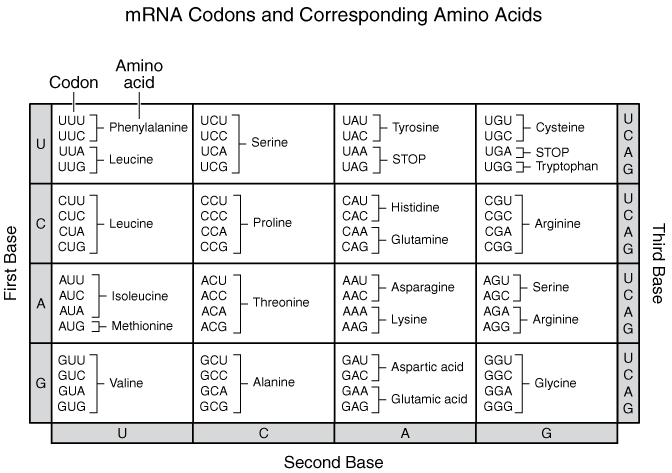 mRNA Codons and Corresponding Amino Acids
Amino
acid
Codon
First Base
U
UUU
UUC
Phenylalanine
UUA
UUG
Leucine
UCU
UCC
UCA
UCG
Serine
UAU
UAC
Tyrosine
UAA
UAG
STOP
UGU
UGC
Cysteine
UGA
STOP
UGG
Tryptophan
U
C
A
G
C
CUU
CUC
CUA
CUG
Leucine
CCU
CCC
CCA
CCG
Proline
CAU
CAC
Histidine
CAA
CAG
Glutamine
CGU
CGC
CGA
CGG
Arginine
U
C
A
G
A
AUU
AUC
AUA
Isoleucine
AUG
Methionine
ACU
ACC
ACA
ACG
Threonine
AAU
AAC
Asparagine
AAA
AAG
Lysine
AGU
AGC
Serine
AGA
AGG
Arginine
U
C
A
G
G
GUU
GUC
GUA
GUG
Valine
GCU
GCC
GCA
GCG
Alanine
GAU
GAC
Aspartic acid
GAA
GAG
Glutamic acid
GGU
GGC
GGA
GGG
Glycine
U
C
A
G
Third Base
U C A G
Second Base